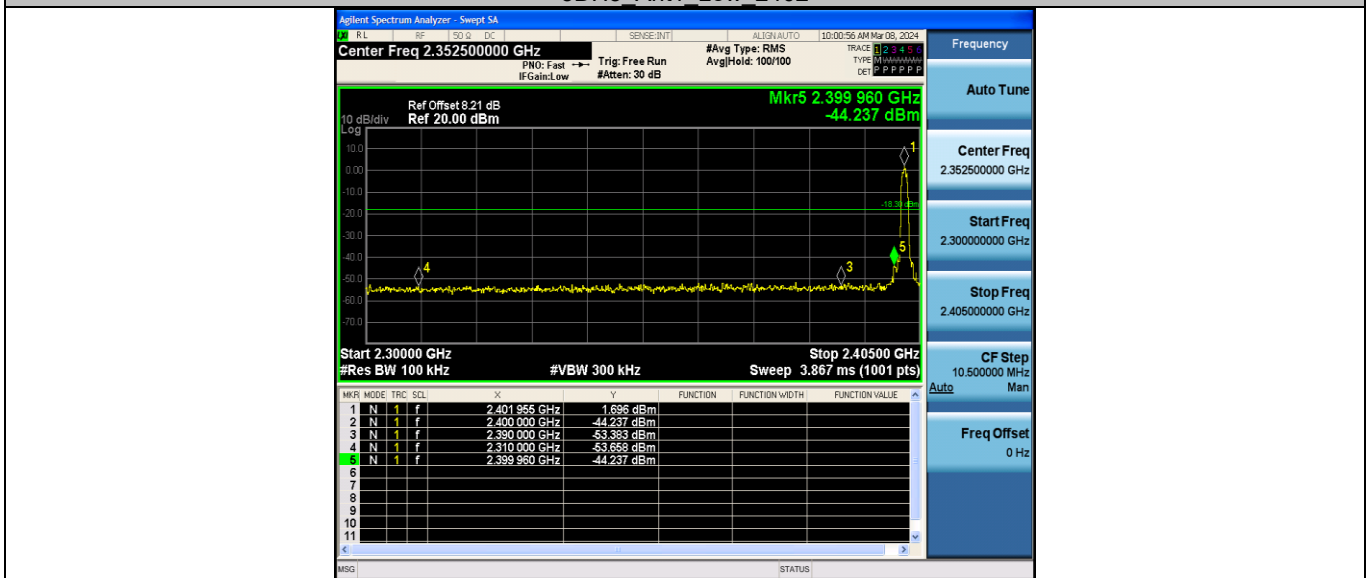 Agilent Spectrum Analyzer - Swept SA
RL RF 50 Ω DC SENSE:INT ALIGN AUTO 10:00:56 AM Mar 08, 2024
Center Freq 2.352500000 GHz #Avg Type: RMS TRACE 1 2 3 4 5 6
PNO: Fast Trig: Free Run Avg|Hold: 100/100 TYPE M
IFGain:Low #Atten: 30 dB DET P P P P P P
Mkr5 2.399 960 GHz
-44.237 dBm
Ref Offset 8.21 dB
10 dB/div Ref 20.00 dBm
Log
10.0
0.00
-10.0
-20.0
-30.0
-40.0
-50.0
-60.0
-70.0
1
-18.30 dBm
5
4
3
Start 2.30000 GHz Stop 2.40500 GHz
#Res BW 100 kHz #VBW 300 kHz Sweep 3.867 ms (1001 pts)
MKR MODE TRC SCL X Y FUNCTION FUNCTION WIDTH FUNCTION VALUE
1 N 1 f 2.401 955 GHz 1.696 dBm
2 N 1 f 2.400 000 GHz -44.237 dBm
3 N 1 f 2.390 000 GHz -53.383 dBm
4 N 1 f 2.310 000 GHz -53.658 dBm
5 N 1 f 2.399 960 GHz -44.237 dBm
6
7
8
9
10
11
MSG STATUS
Frequency
Auto Tune
Center Freq
2.352500000 GHz
Start Freq
2.300000000 GHz
Stop Freq
2.405000000 GHz
CF Step
10.500000 MHz
Auto Man
Freq Offset
0 Hz